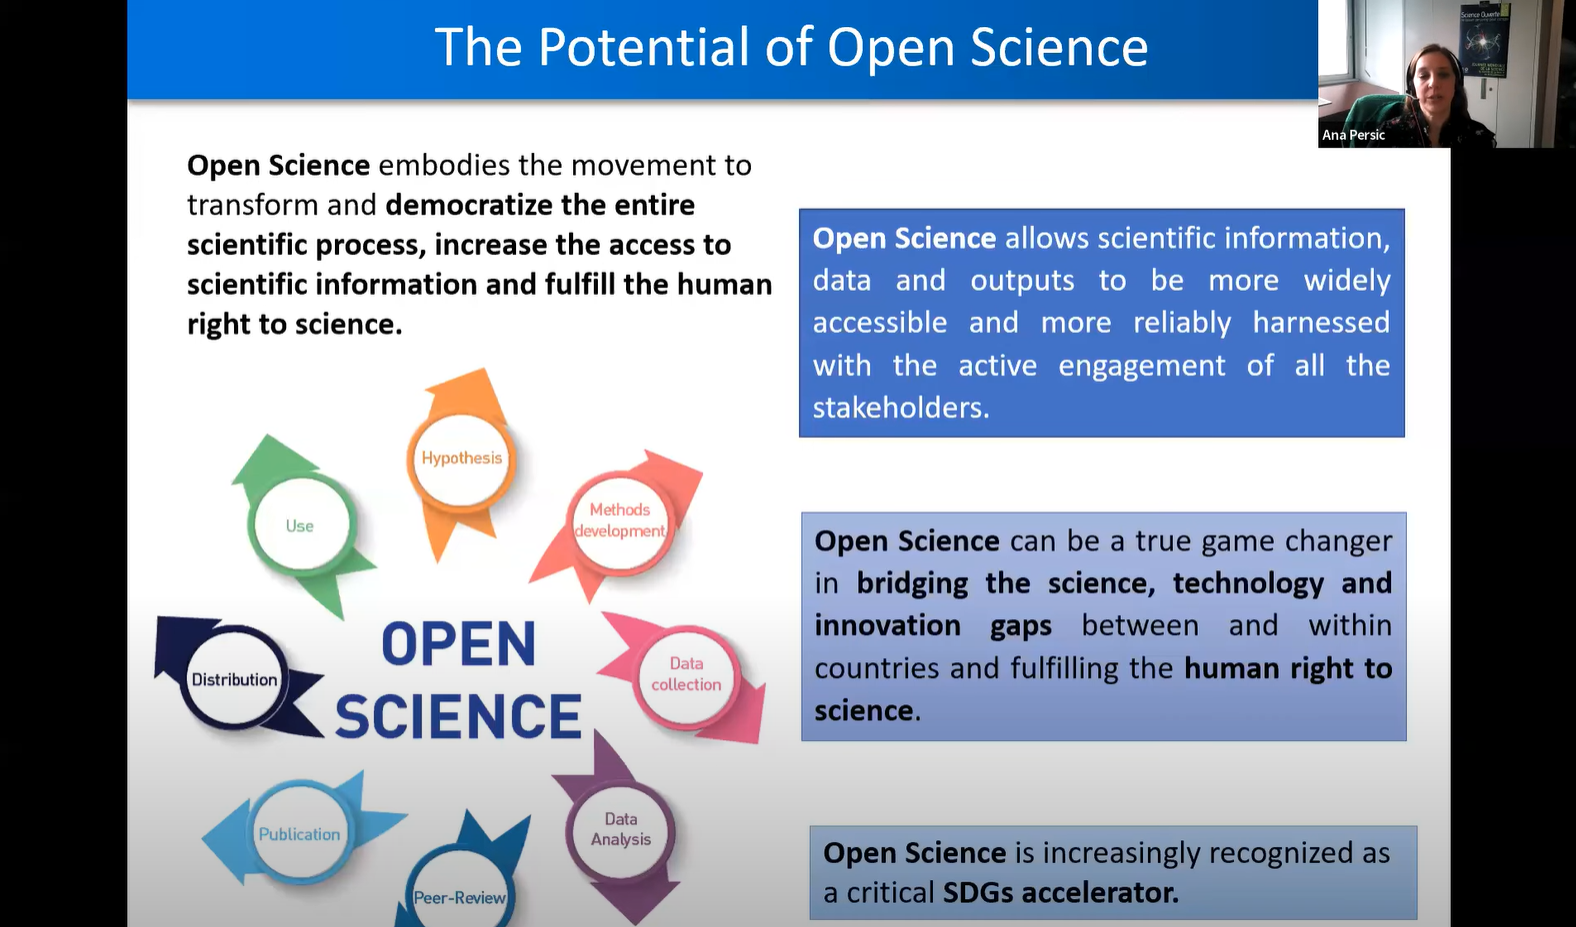 The Potential of Open Science
Science Ouverte
Ana Persic
Open Science embodies the movement to
transform and democratize the entire
scientific process, increase the access to
scientific information and fulfill the human
right to science.
Open Science allows scientific information,
data and outputs to be more widely
accessible and more reliably harnessed
with the active engagement of all the
stakeholders.
Open Science can be a true game changer
in bridging the science, technology and
innovation gaps between and within
countries and fulfilling the human right to
science.
Open Science is increasingly recognized as
a critical SDGs accelerator.
Hypothesis
Methods
development
Data
collection
Data
Analysis
Peer-Review
Publication
Distribution
Use
OPEN
SCIENCE